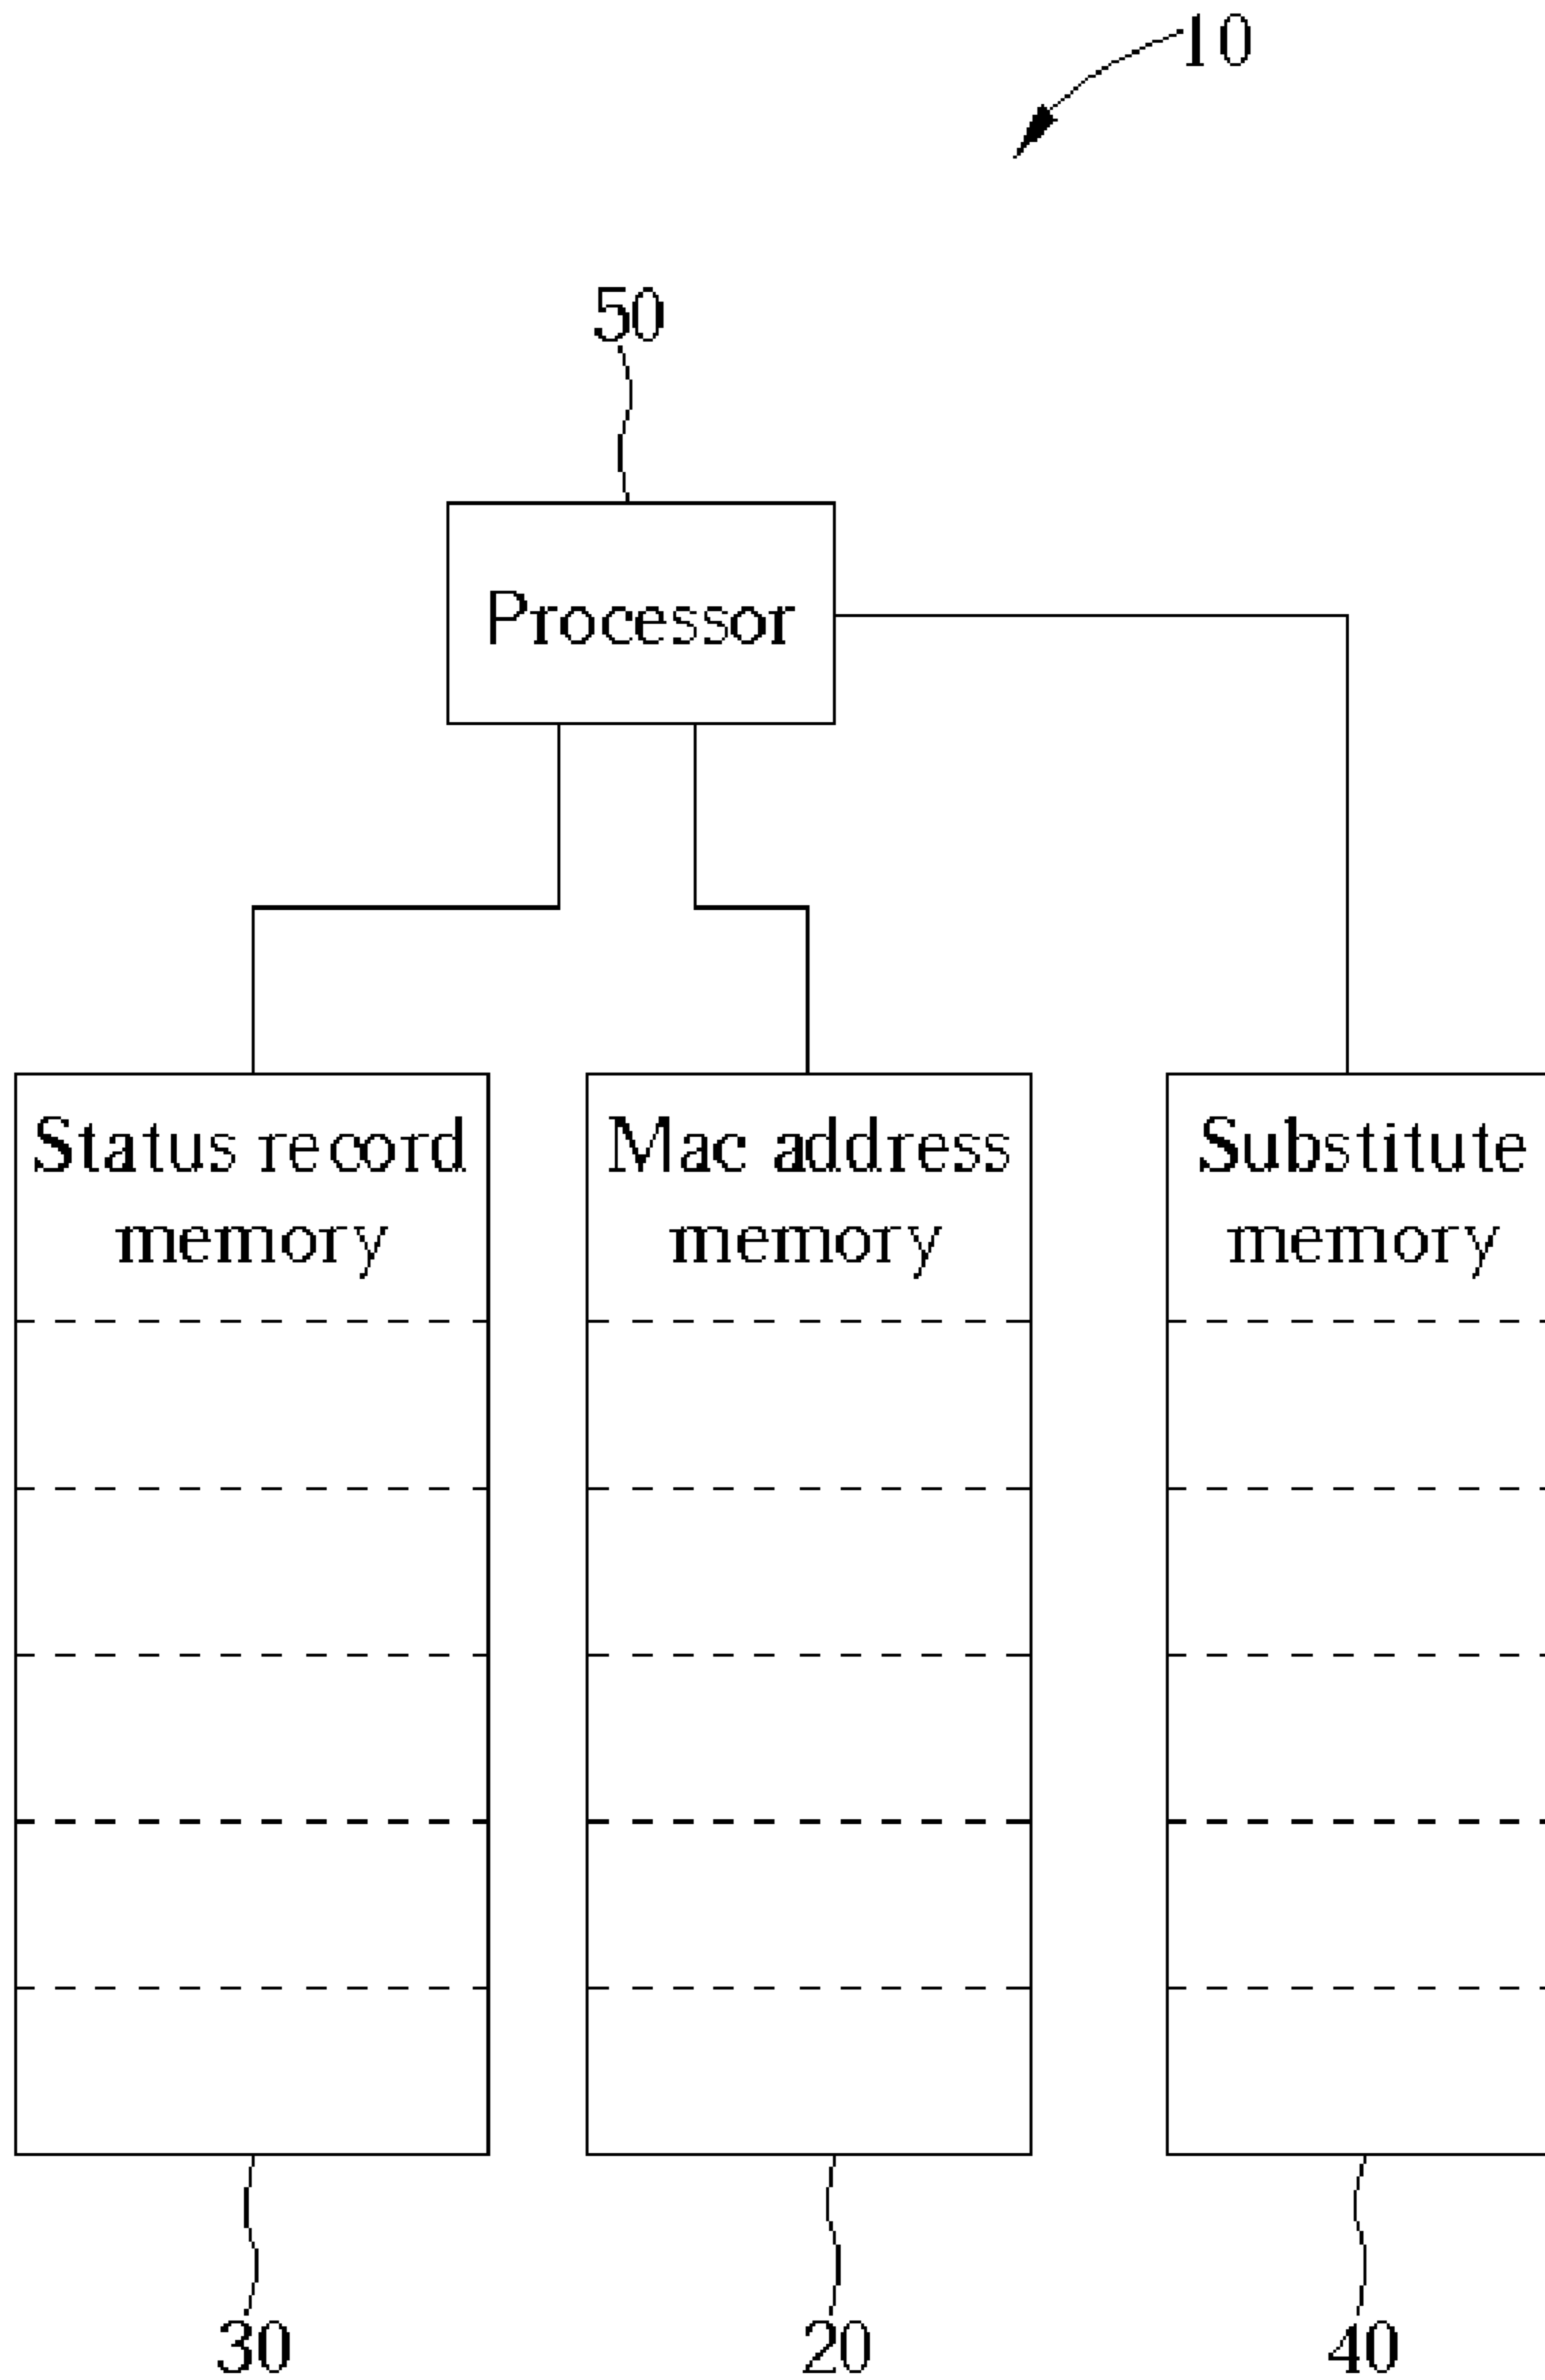 10
50
Processor
Status record
memory
Mac address
memory
Substitute
memory
30
20
40